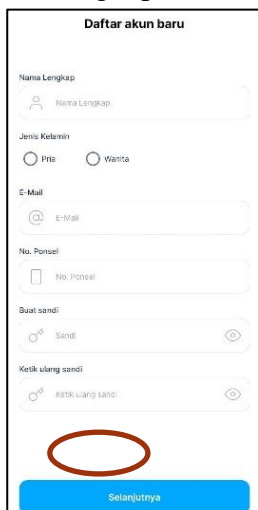 Daftar akun baru
Nama Lengkap
Nama Lengkap
Jenis Kelamin
Pria Wanita
E-Mail
E-Mail
No. Ponsel
No. Ponsel
Buat sandi
Sandi
Ketik ulang sandi
Ketik ulang sandi
Selanjutnya